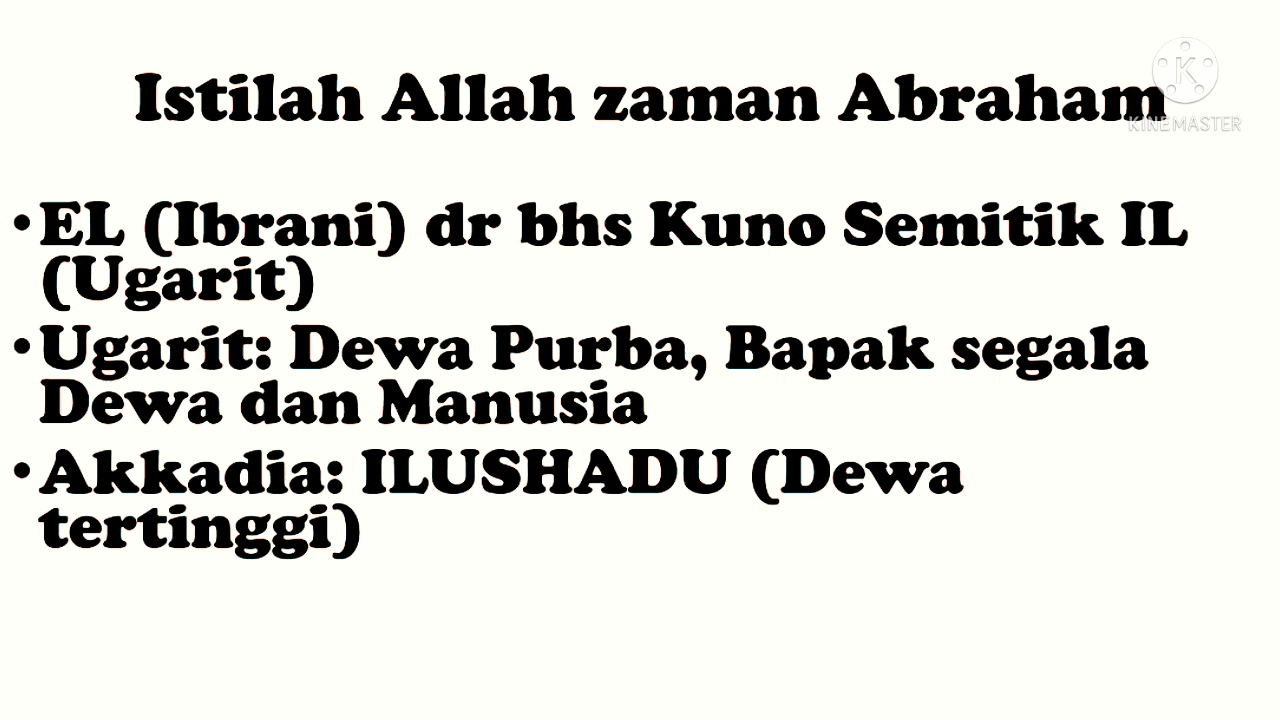 Istilah Allah zaman Abraham
KINEMASTER
• EL (Ibrani) dr bhs Kuno Semitik IL
(Ugarit)
• Ugarit: Dewa Purba, Bapak segala
Dewa dan Manusia
• Akkadia: ILUSHADU (Dewa
tertinggi)